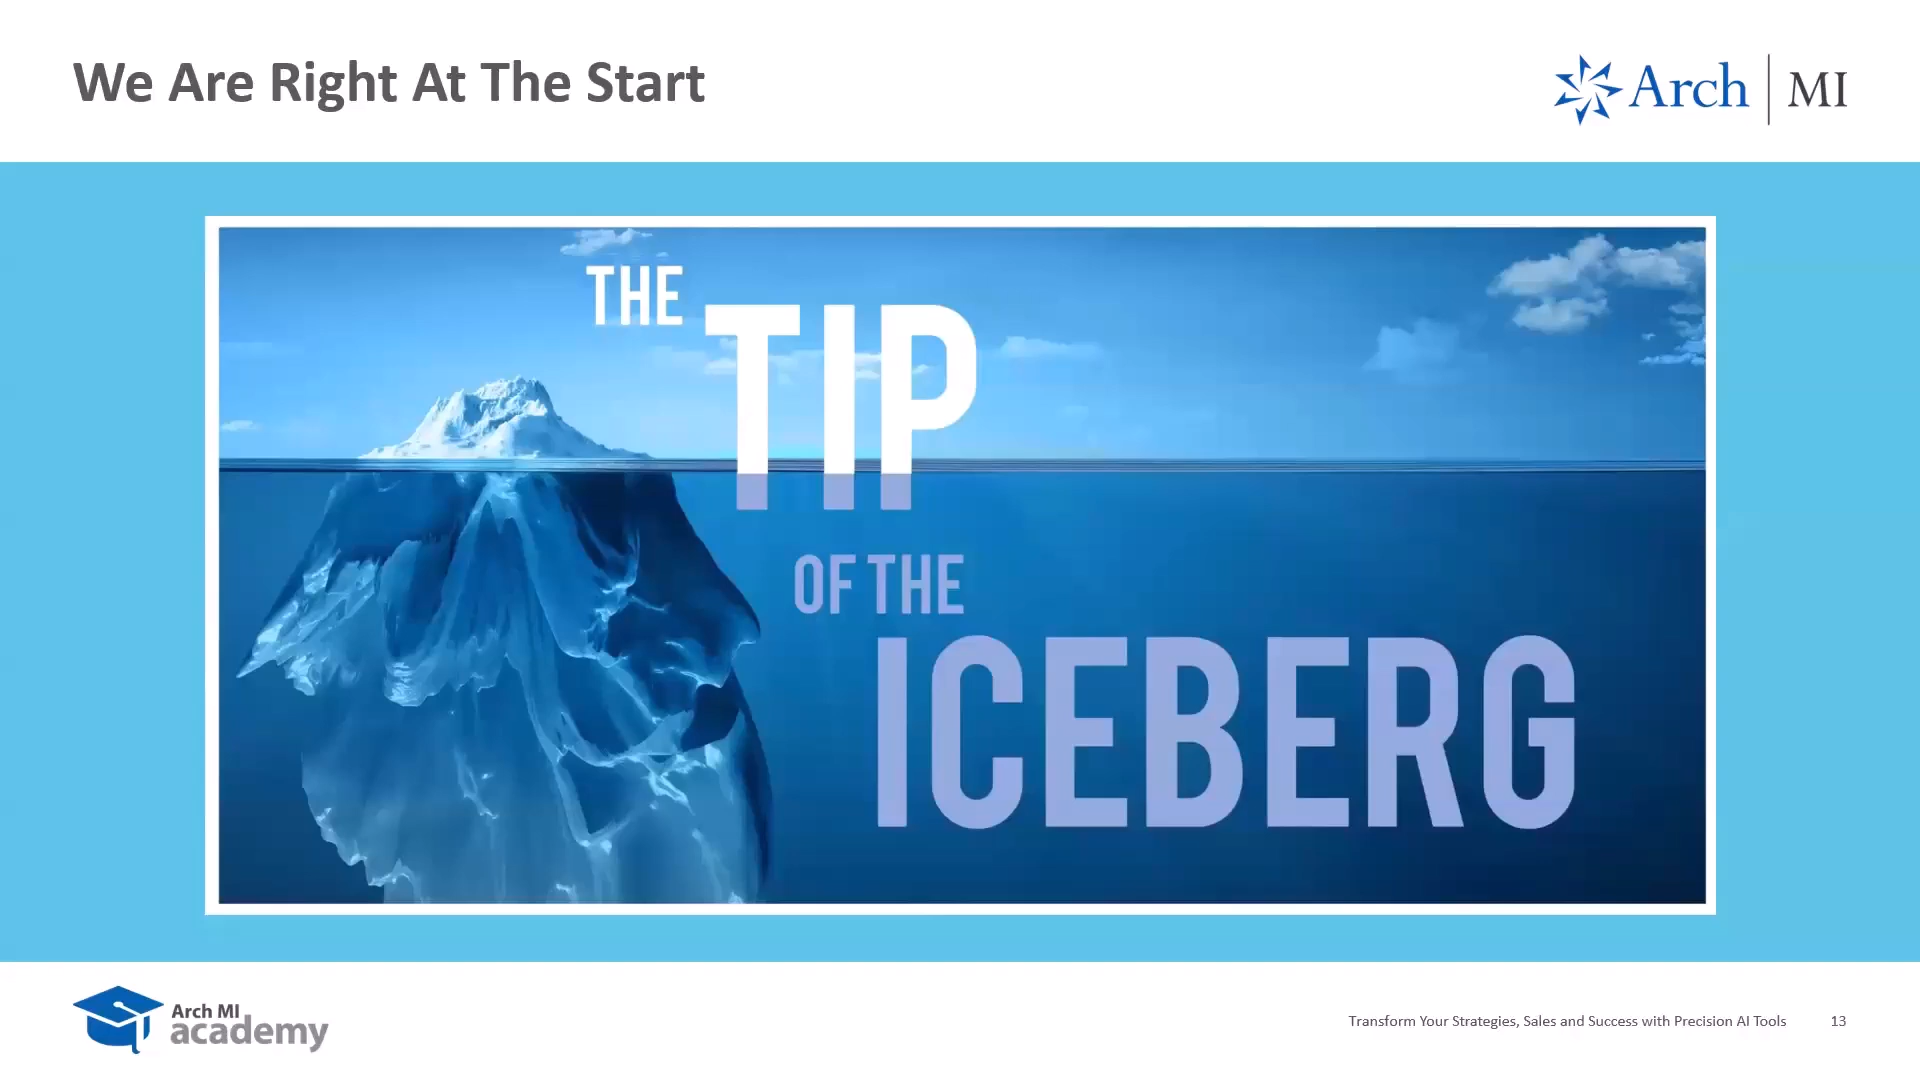 We Are Right At The Start
Arch | MI
THE
TIP
OF THE
ICEBERG
Arch MI
academy
Transform Your Strategies, Sales and Success with Precision AI Tools 13